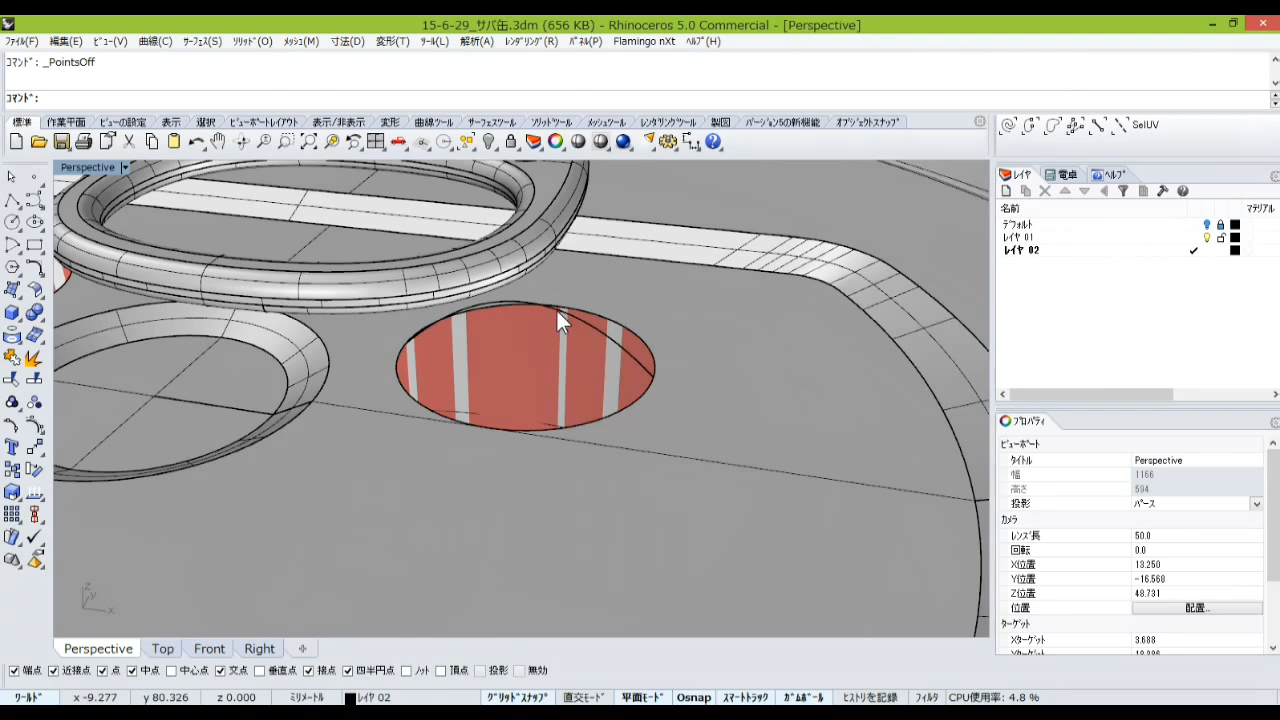 15-6-29_サバ缶.3dm (656 KB) - Rhinoceros 5.0 Commercial - [Perspective]
ﾌｧｲﾙ(F) 編集(E) ﾋﾞｭｰ(V) 曲線(C) ｻｰﾌｪｽ(S) ｿﾘｯﾄﾞ(O) ﾒｯｼｭ(M) 寸法(D) 変形(T) ﾂｰﾙ(L) 解析(A) ﾚﾝﾀﾞﾘﾝｸﾞ(R) ﾊﾟﾈﾙ(P) Flamingo nXt ﾍﾙﾌﾟ(H)
ｺﾏﾝﾄﾞ: _PointsOff
ｺﾏﾝﾄﾞ:
標準 作業平面 ﾋﾞｭｰの設定 表示 選択 ﾋﾞｭｰﾎﾟｰﾄﾚｲｱｳﾄ 表示/非表示 変形 曲線ﾂｰﾙ ｻｰﾌｪｽﾂｰﾙ ｿﾘｯﾄﾞﾂｰﾙ ﾒｯｼｭﾂｰﾙ ﾚﾝﾀﾞﾘﾝｸﾞﾂｰﾙ 製図 ﾊﾞｰｼﾞｮﾝ5の新機能 ｵﾌﾞｼﾞｪｸﾄｽﾅｯﾌﾟ
SelUV
Perspective
ﾚｲﾔ 電卓 ﾍﾙﾌﾟ
名前 ﾏﾃﾘｱﾙ
ﾃﾞﾌｫﾙﾄ
ﾚｲﾔ 01
ﾚｲﾔ 02
ﾌﾟﾛﾊﾟﾃｨ
ﾋﾞｭｰﾎﾟｰﾄ
ﾀｲﾄﾙ Perspective
幅 1166
高さ 594
投影 ﾊﾟｰｽ
ｶﾒﾗ
ﾚﾝｽﾞ長 50.0
回転 0.0
X位置 13.250
Y位置 -16.560
Z位置 48.731
位置 配置...
ﾀｰｹﾞｯﾄ
Xﾀｰｹﾞｯﾄ 3.688
z
y
x
Perspective Top Front Right
端点 近接点 点 中点 中心点 交点 垂直点 接点 四半円点 ﾉｯﾄ 頂点 投影 無効
ﾜｰﾙﾄﾞ x -9.277 y 80.326 z 0.000 ﾐﾘﾒｰﾄﾙ ﾚｲﾔ 02 ｸﾞﾘｯﾄﾞｽﾅｯﾌﾟ 直交ﾓｰﾄﾞ 平面ﾓｰﾄﾞ Osnap ｽﾏｰﾄﾄﾗｯｸ ｶﾞﾑﾎﾞｰﾙ ﾋｽﾄﾘを記録 ﾌｨﾙﾀ CPU使用率: 4.8 %